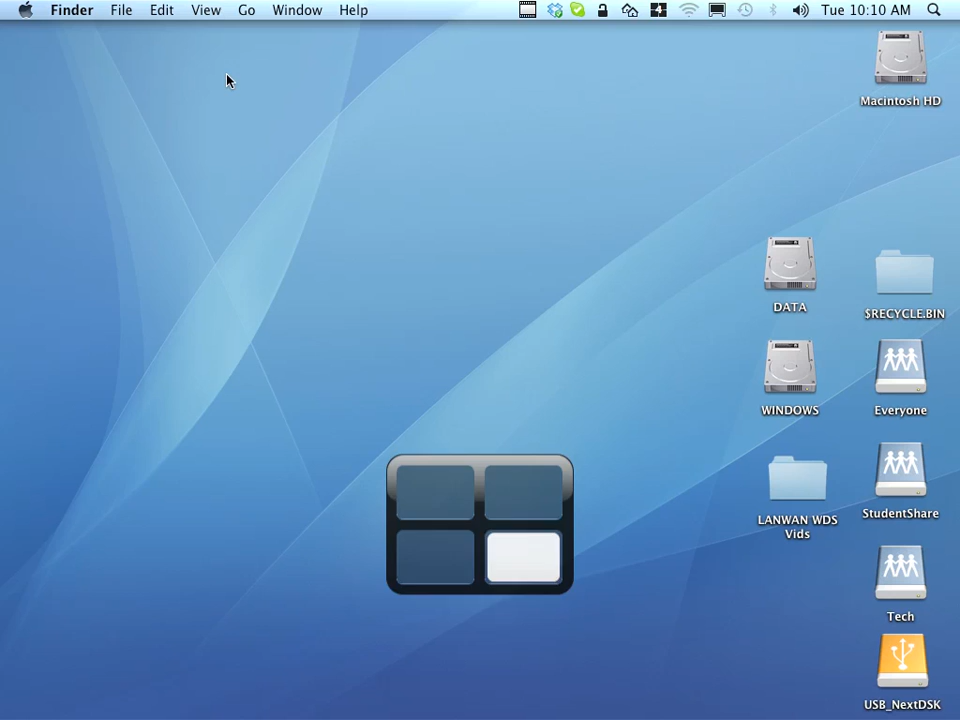 Finder File Edit View Go Window Help 4 Tue 10:10 AM
Macintosh HD
DATA
$RECYCLE.BIN
WINDOWS
Everyone
LANWAN WDS
Vids
StudentShare
Tech
USB_NextDSK